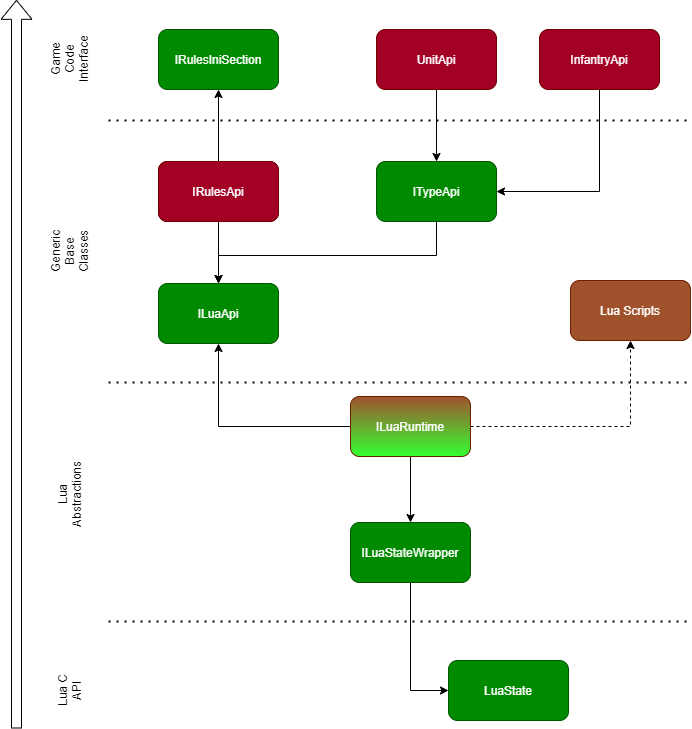 Game
Code
Interface
IRulesIniSection
UnitApi
InfantryApi
Generic
Base
Classes
IRulesApi
ITypeApi
ILuaApi
Lua Scripts
Lua
Abstractions
ILuaRuntime
ILuaStateWrapper
Lua C
API
LuaState